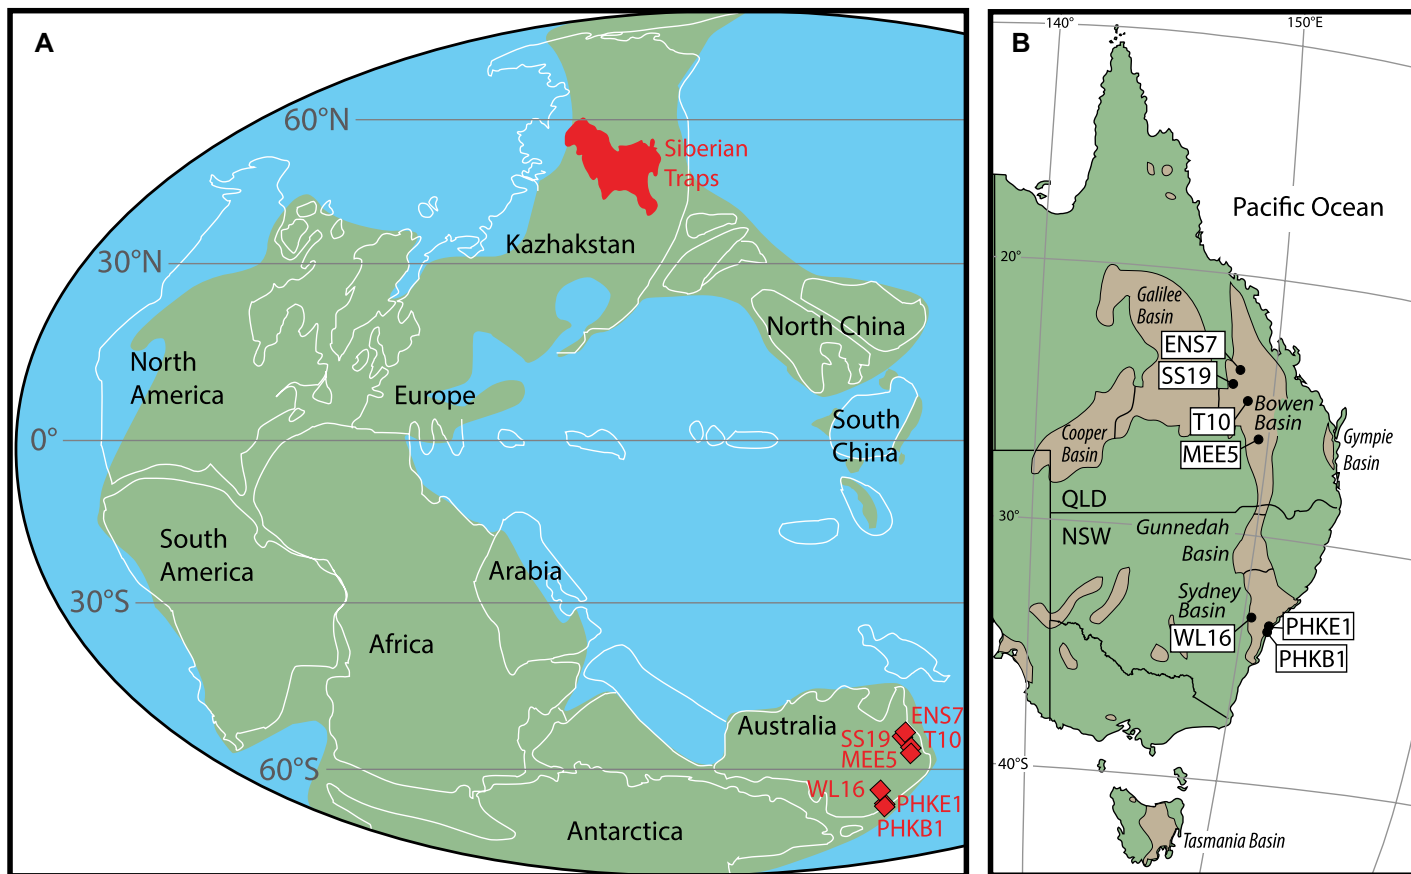 A
60°N
Siberian
Traps
Kazhakstan
30°N
North China
North
America
Europe
South
China
0°
South
America
Arabia
30°S
Africa
Australia
ENS7
SS19
T10
MEE5
60°S
WL16
PHKE1
PHKB1
Antarctica
B
140°
150°E
Pacific Ocean
20°
Galilee
Basin
ENS7
SS19
T10
Bowen
Basin
MEE5
Cooper
Basin
Gympie
Basin
QLD
30°
NSW
Gunnedah
Basin
Sydney
Basin
WL16
PHKE1
PHKB1
40°S
Tasmania Basin